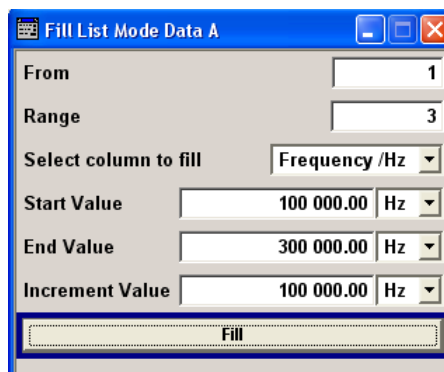 Fill List Mode Data A
From 1
Range 3
Select column to fill Frequency /Hz
Start Value 100 000.00 Hz
End Value 300 000.00 Hz
Increment Value 100 000.00 Hz
Fill